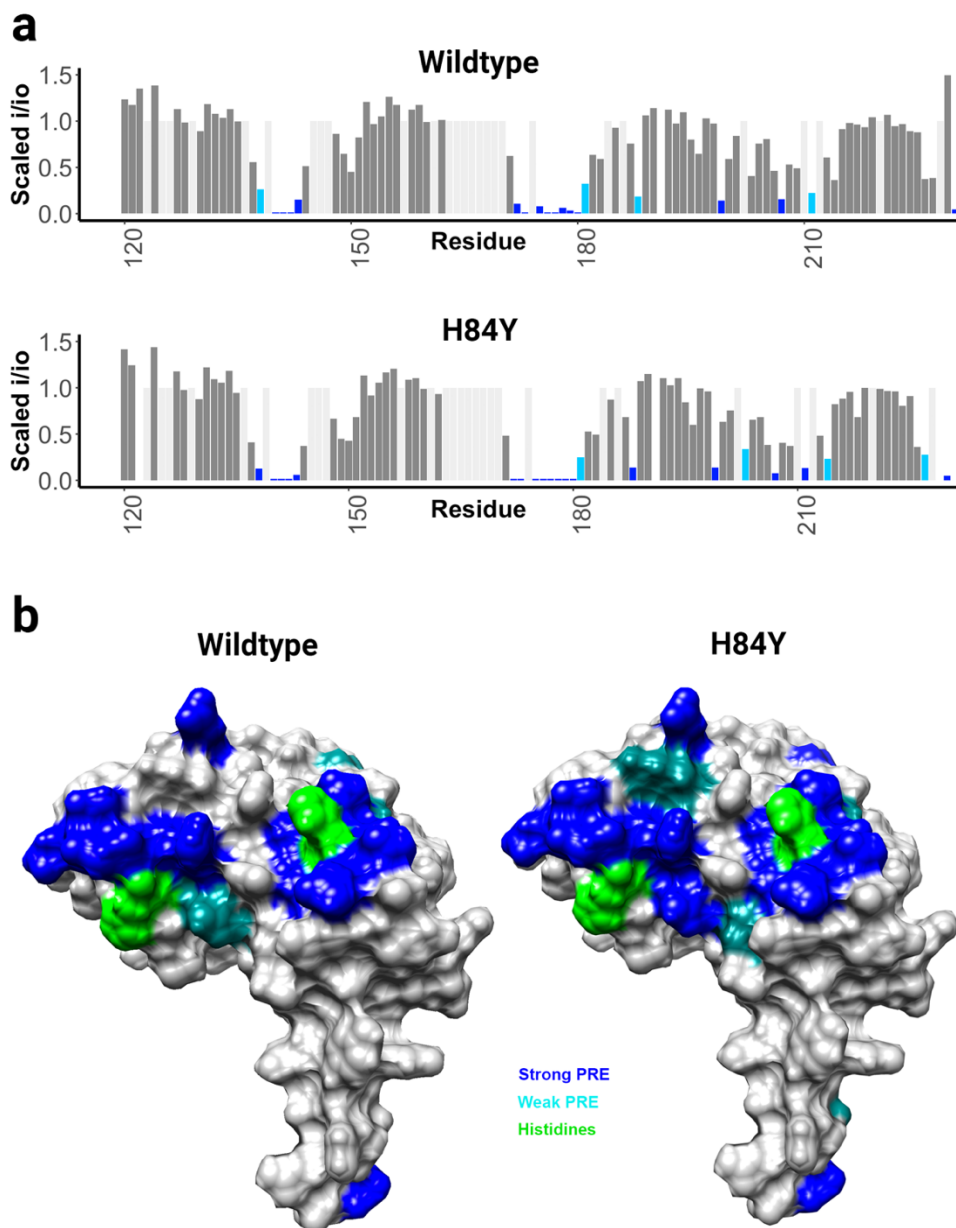 a
Wildtype
Scaled i/io
1.5
1.0
0.5
0.0
120
150
180
210
Residue
H84Y
Scaled i/io
1.5
1.0
0.5
0.0
120
150
180
210
Residue
b
Wildtype
H84Y
Strong PRE
Weak PRE
Histidines